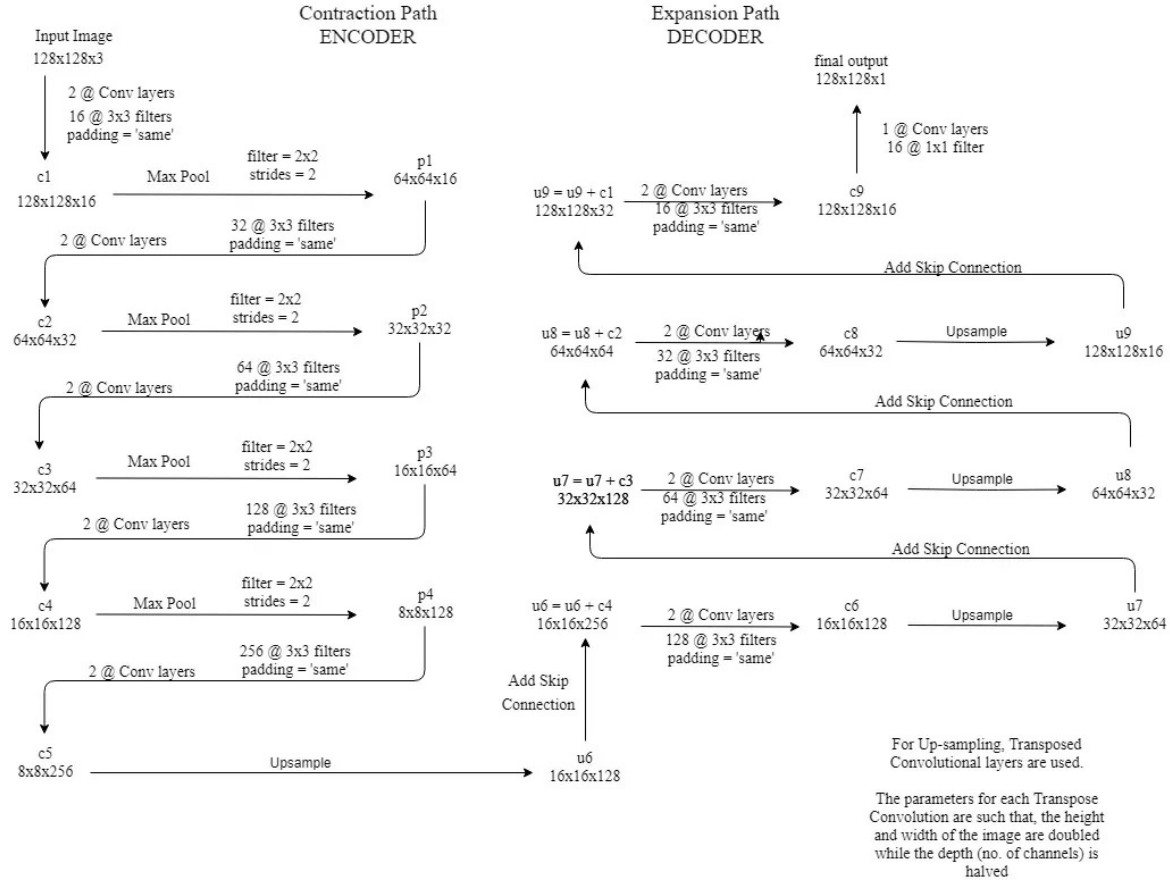 Contraction Path
ENCODER
Input Image
128x128x3
2 @ Conv layers
16 @ 3x3 filters
padding = 'same'
c1
128x128x16
Max Pool
filter = 2x2
strides = 2
p1
64x64x16
32 @ 3x3 filters
padding = 'same'
2 @ Conv layers
c2
64x64x32
Max Pool
filter = 2x2
strides = 2
p2
32x32x32
64 @ 3x3 filters
padding = 'same'
2 @ Conv layers
c3
32x32x64
Max Pool
filter = 2x2
strides = 2
p3
16x16x64
128 @ 3x3 filters
padding = 'same'
2 @ Conv layers
c4
16x16x128
Max Pool
filter = 2x2
strides = 2
p4
8x8x128
256 @ 3x3 filters
padding = 'same'
2 @ Conv layers
c5
8x8x256
Upsample
u6
16x16x128
Add Skip
Connection
Expansion Path
DECODER
u6 = u6 + c4
16x16x256
2 @ Conv layers
128 @ 3x3 filters
padding = 'same'
c6
16x16x128
Upsample
u7
32x32x64
Add Skip Connection
u7 = u7 + c3
32x32x128
2 @ Conv layers
64 @ 3x3 filters
padding = 'same'
c7
32x32x64
Upsample
u8
64x64x32
Add Skip Connection
u8 = u8 + c2
64x64x64
2 @ Conv layers
32 @ 3x3 filters
padding = 'same'
c8
64x64x32
Upsample
u9
128x128x16
Add Skip Connection
u9 = u9 + c1
128x128x32
2 @ Conv layers
16 @ 3x3 filters
padding = 'same'
c9
128x128x16
1 @ Conv layers
16 @ 1x1 filter
final output
128x128x1
For Up-sampling, Transposed
Convolutional layers are used.
The parameters for each Transpose
Convolution are such that, the height
and width of the image are doubled
while the depth (no. of channels) is
halved